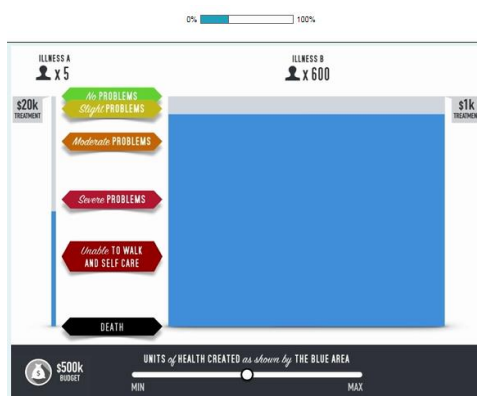 0% 100%
ILLNESS A
x 5
ILLNESS B
x 600
$20k
TREATMENT
No PROBLEMS
Slight PROBLEMS
Moderate PROBLEMS
Severe PROBLEMS
Unable TO WALK
AND SELF CARE
DEATH
$1k
TREATMEN
$500k
BUDGET
UNITS of HEALTH CREATED as shown by THE BLUE AREA
MIN MAX